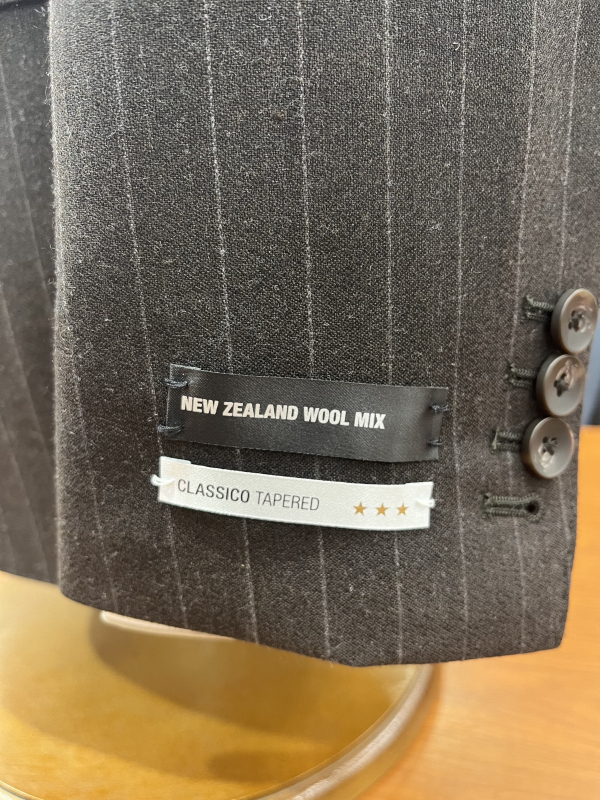 NEW ZEALAND WOOL MIX
CLASSICO TAPERED ★★★